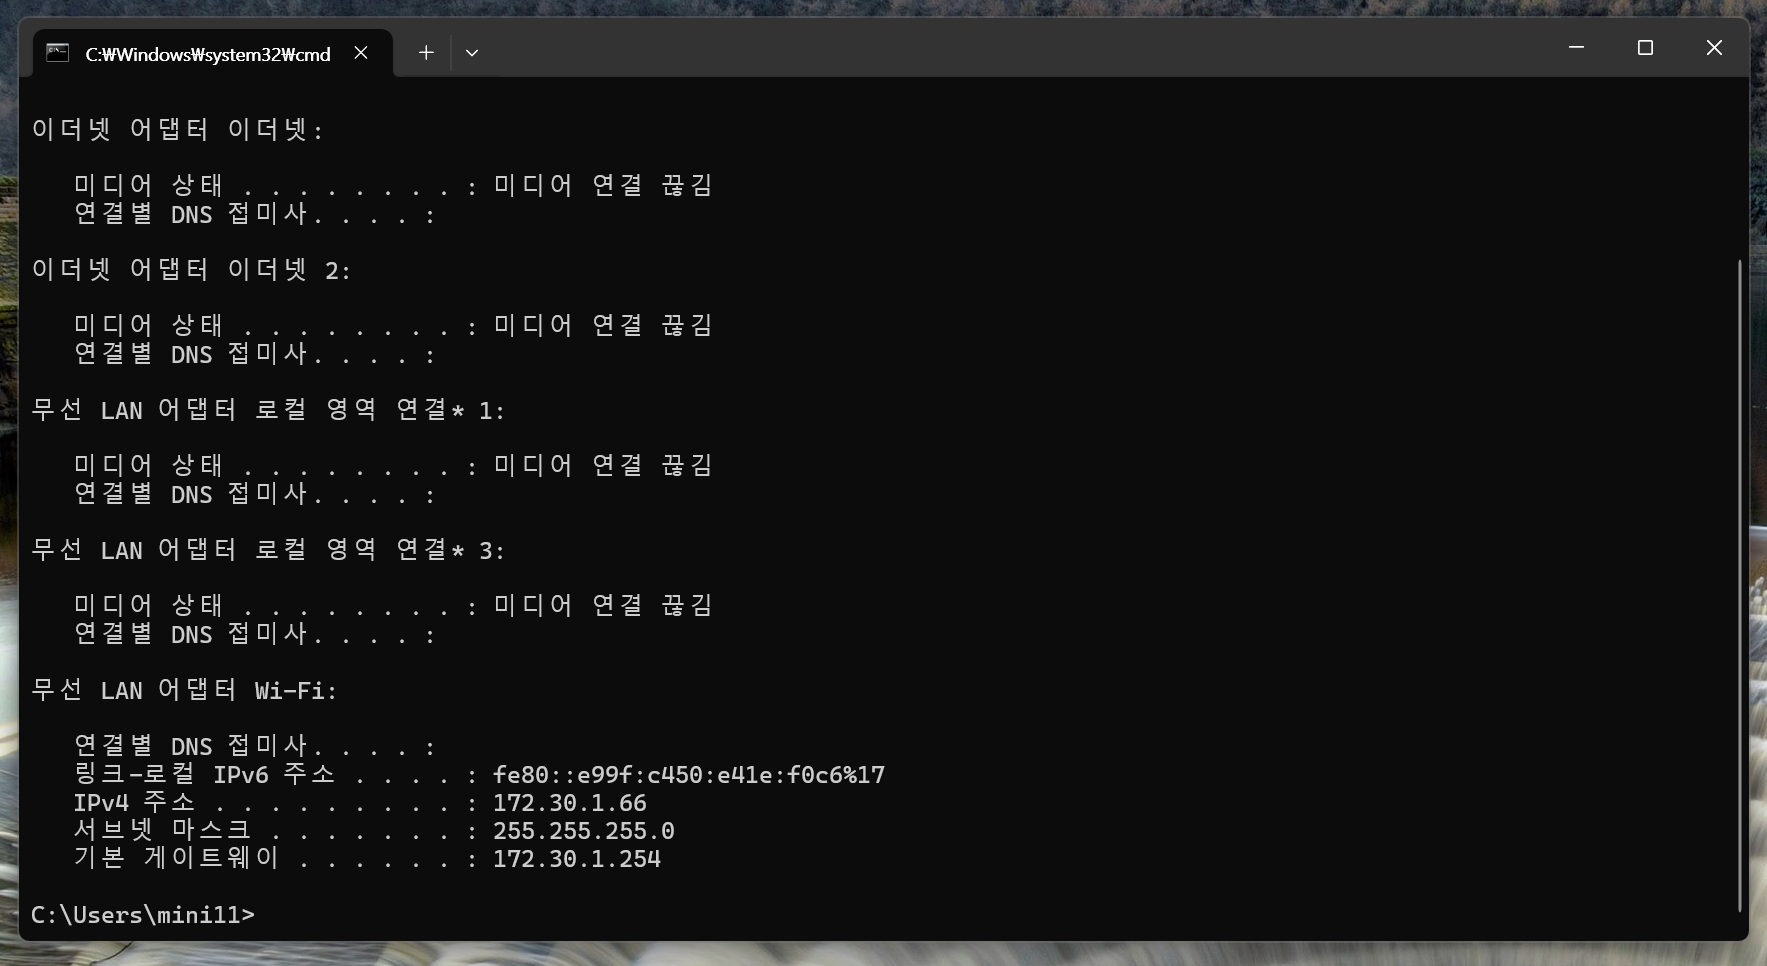 C:₩Windows₩system32₩cmd
이더넷 어댑터 이더넷:
미디어 상태 . . . . . . . . : 미디어 연결 끊김
연결별 DNS 접미사. . . . :
이더넷 어댑터 이더넷 2:
미디어 상태 . . . . . . . . : 미디어 연결 끊김
연결별 DNS 접미사. . . . :
무선 LAN 어댑터 로컬 영역 연결* 1:
미디어 상태 . . . . . . . . : 미디어 연결 끊김
연결별 DNS 접미사. . . . :
무선 LAN 어댑터 로컬 영역 연결* 3:
미디어 상태 . . . . . . . . : 미디어 연결 끊김
연결별 DNS 접미사. . . . :
무선 LAN 어댑터 Wi-Fi:
연결별 DNS 접미사. . . . :
링크-로컬 IPv6 주소 . . . . : fe80::e99f:c450:e41e:f0c6%17
IPv4 주소 . . . . . . . . . : 172.30.1.66
서브넷 마스크 . . . . . . . : 255.255.255.0
기본 게이트웨이 . . . . . . : 172.30.1.254
C:\Users\mini11>